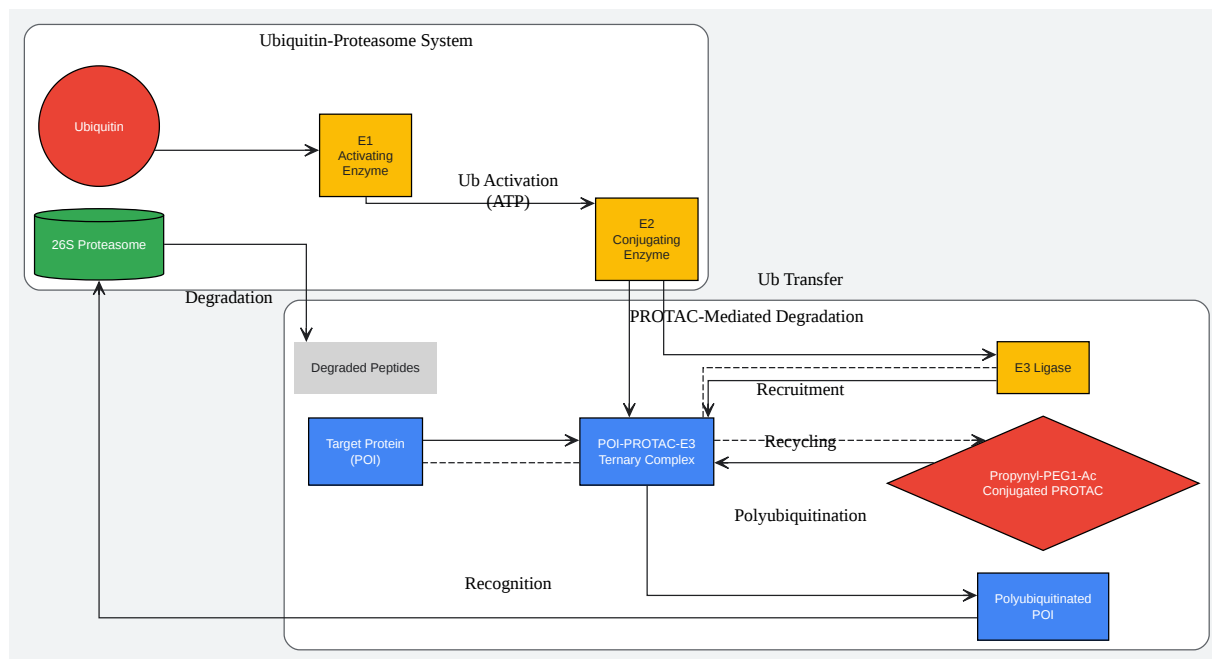 Ubiquitin-Proteasome System
Ubiquitin
E1
Activating
Enzyme
Ub Activation
(ATP)
E2
Conjugating
Enzyme
26S Proteasome
Degradation
Ub Transfer
PROTAC-Mediated Degradation
Degraded Peptides
E3 Ligase
Recruitment
Target Protein
(POI)
POI-PROTAC-E3
Ternary Complex
Recycling
Propynyl-PEG1-Ac
Conjugated PROTAC
Polyubiquitination
Recognition
Polyubiquitinated
POI